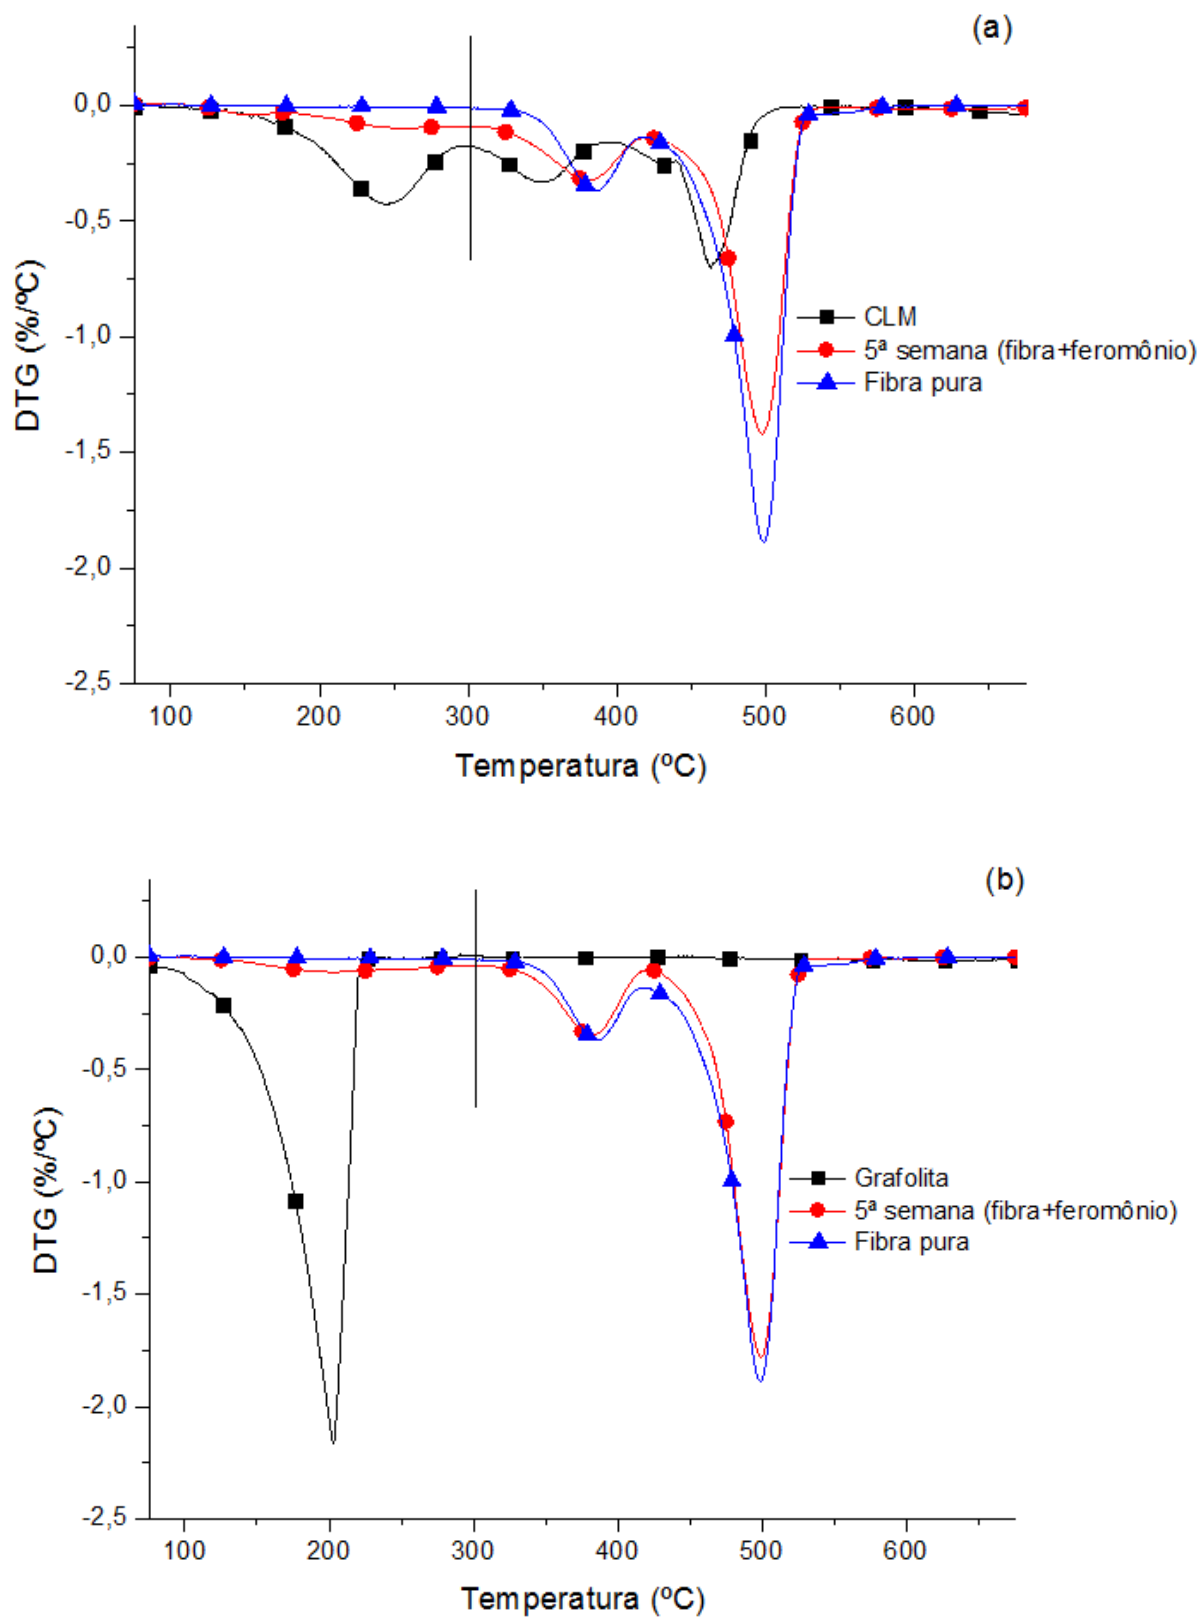 (a)
0,0
-0,5
-1,0
-1,5
-2,0
-2,5
DTG (%/ºC)
CLM
5ª semana (fibra+feromônio)
Fibra pura
100 200 300 400 500 600
Temperatura (ºC)
(b)
0,0
-0,5
-1,0
-1,5
-2,0
-2,5
DTG (%/ºC)
Grafolita
5ª semana (fibra+feromônio)
Fibra pura
100 200 300 400 500 600
Temperatura (ºC)